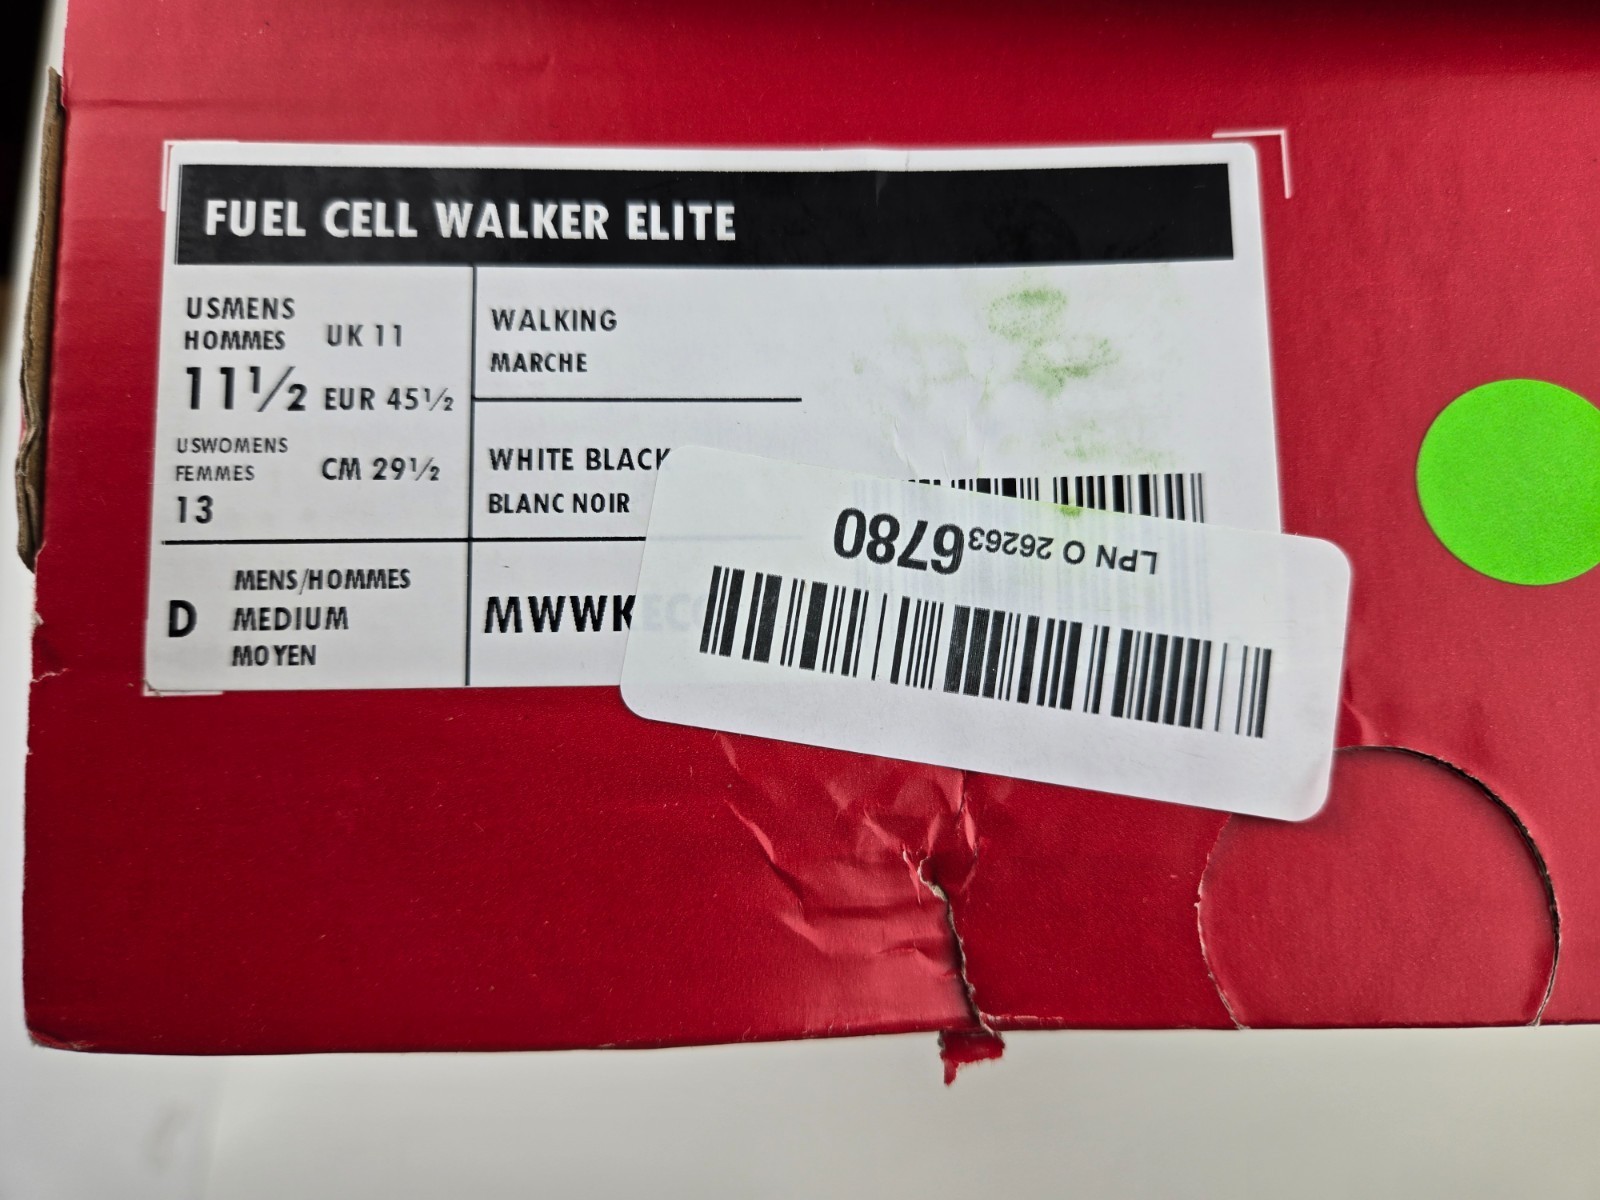 FUEL CELL WALKER ELITE
USMENS
HOMMES
UK 11
11½
EUR 45½
USWOMENS
FEMMES
CM 29½
13
WALKING
MARCHE
WHITE BLACK
BLANC NOIR
D
MENS/HOMMES
MEDIUM
MOYEN
MWWK
LPN O 262636780